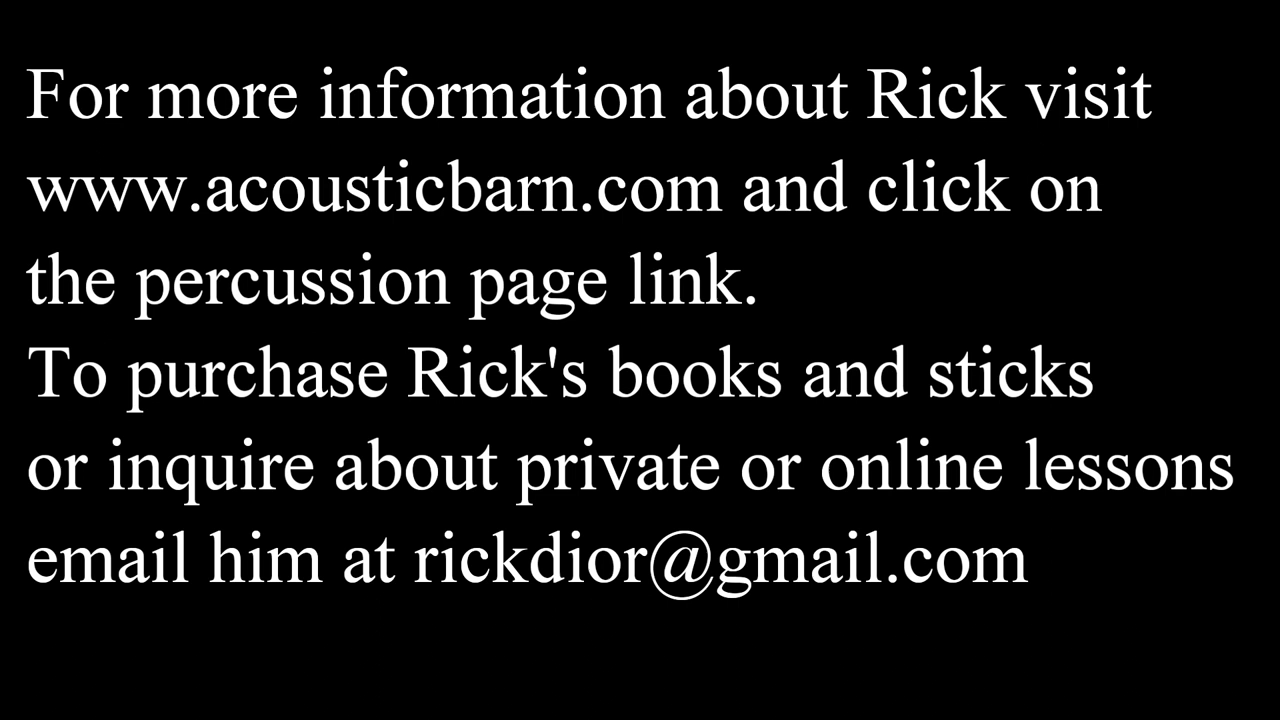 For more information about Rick visit
www.acousticbarn.com and click on
the percussion page link.
To purchase Rick's books and sticks
or inquire about private or online lessons
email him at rickdior@gmail.com